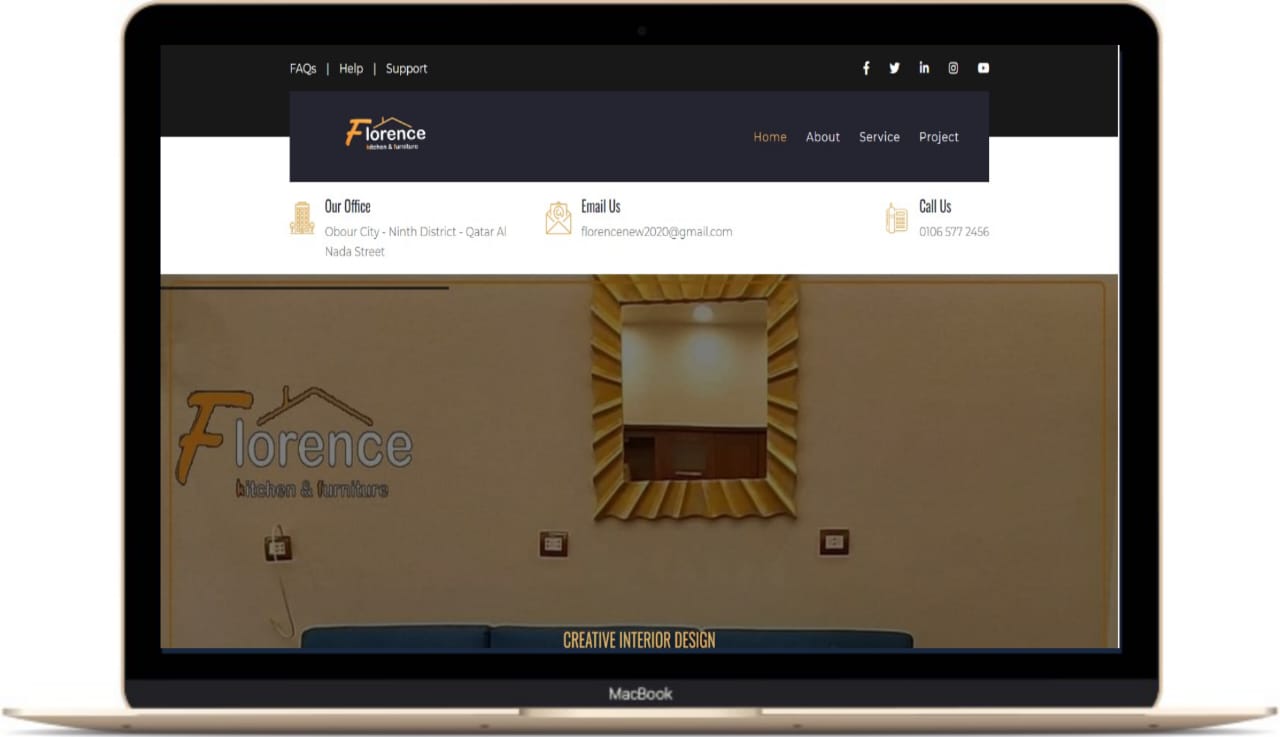 FAQs | Help | Support
Florence
kitchen & furniture
Home About Service Project
Our Office
Obour City - Ninth District - Qatar Al
Nada Street
Email Us
florencenew2020@gmail.com
Call Us
0106 577 2456
Florence
kitchen & furniture
CREATIVE INTERIOR DESIGN
MacBook